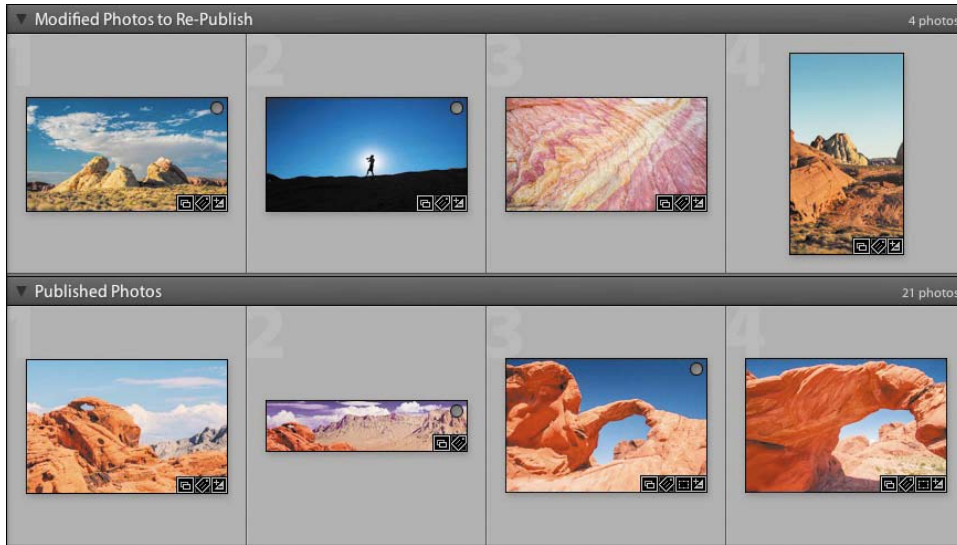 Modified Photos to Re-Publish
4 photos
1 2 3 4
Published Photos
21 photos
1 2 3 4